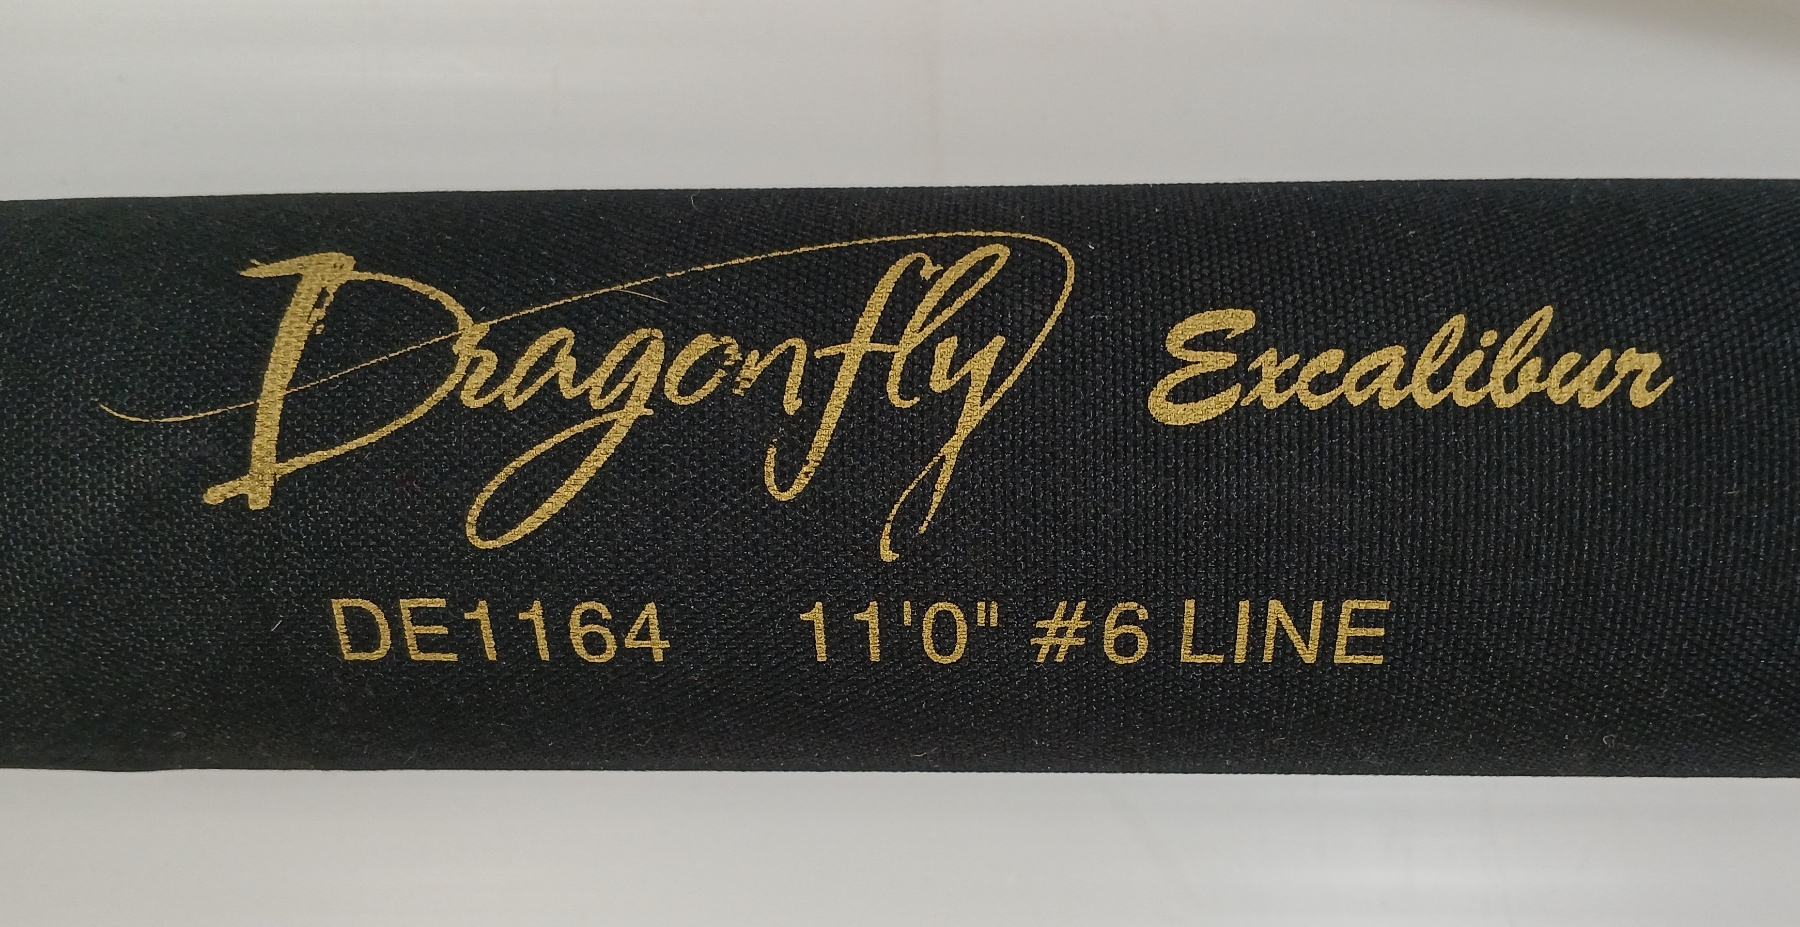 Dragonfly Excalibur
DE1164 11'0" #6 LINE